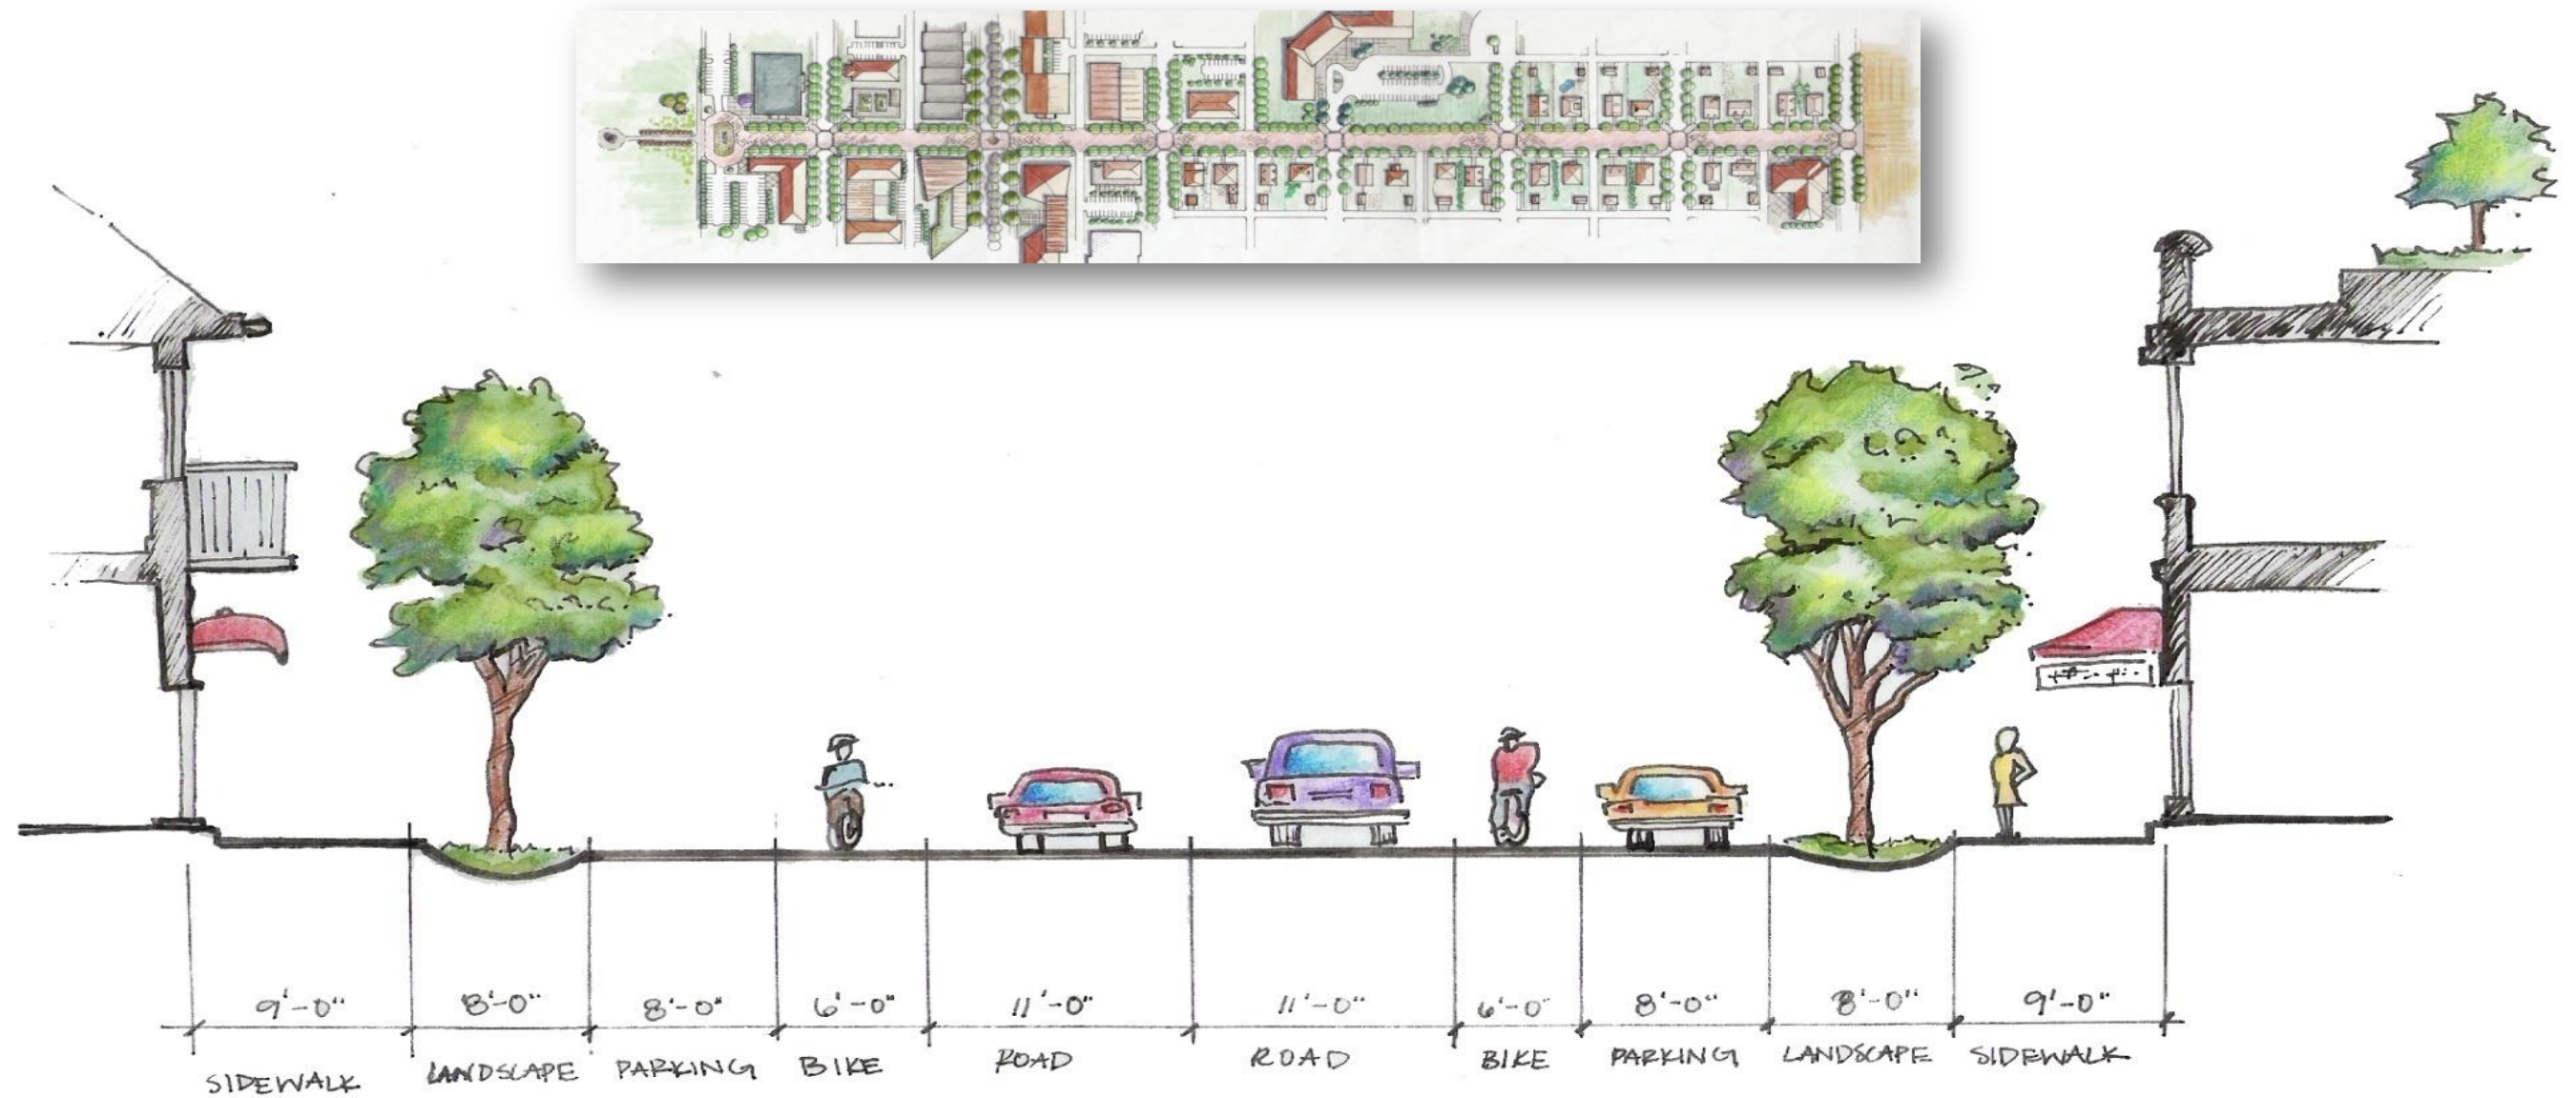 9'-0" 8'-0" 8'-0" 6'-0" 11'-0" 11'-0" 6'-0" 8'-0" 8'-0" 9'-0"
SIDEWALK LANDSCAPE PARKING BIKE ROAD ROAD BIKE PARKING LANDSCAPE SIDEWALK